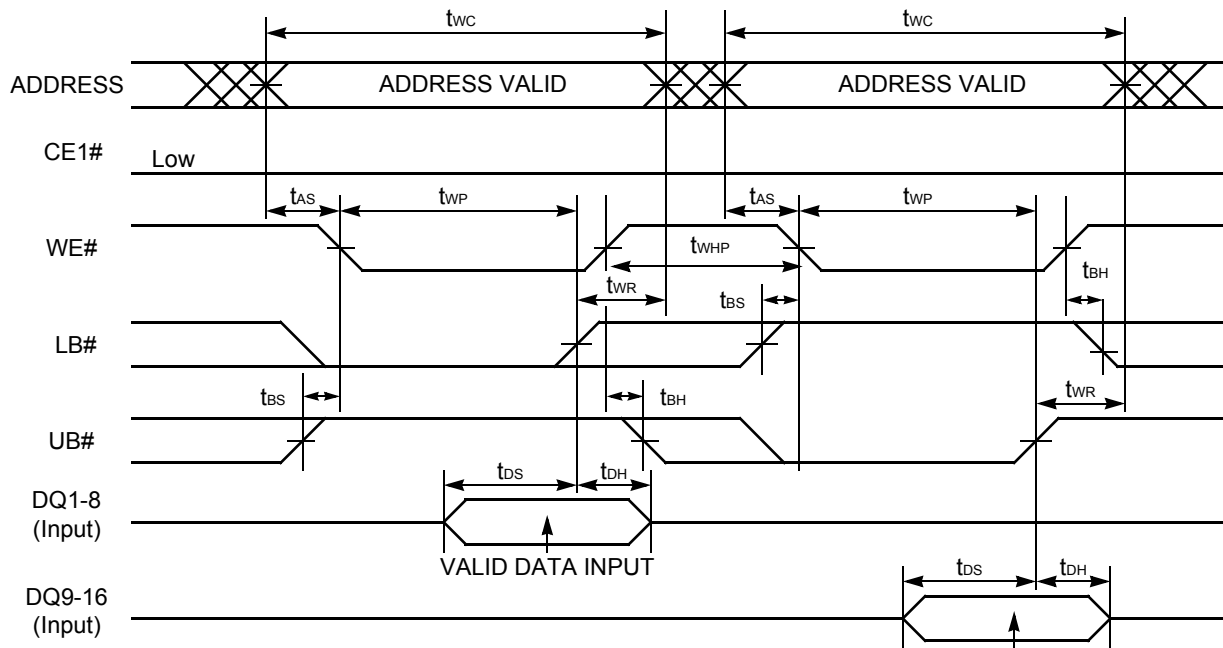 tWC tWC
ADDRESS ADDRESS VALID ADDRESS VALID
CE1# Low
tAS tWP tAS tWP
WE#
tWHP
tBH
tWR
tBS
LB#
tBS tBH tWR
UB#
tDS tDH
DQ1-8
(Input)
VALID DATA INPUT
tDS tDH
DQ9-16
(Input)